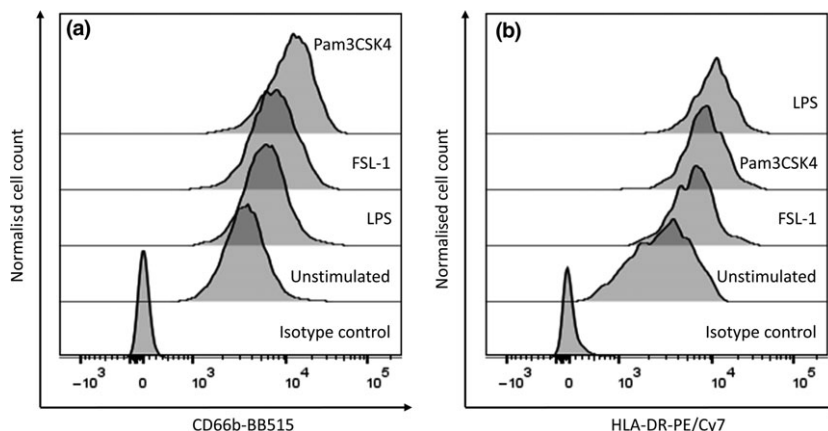 (a)
Pam3CSK4
FSL-1
LPS
Unstimulated
Isotype control
Normalisd cell count
-10³ 0 10³ 10⁴ 10⁵
CD66b-BB515
(b)
LPS
Pam3CSK4
FSL-1
Unstimulated
Isotype control
Normalised cell count
-10³ 0 10³ 10⁴ 10⁵
HLA-DR-PE/Cy7